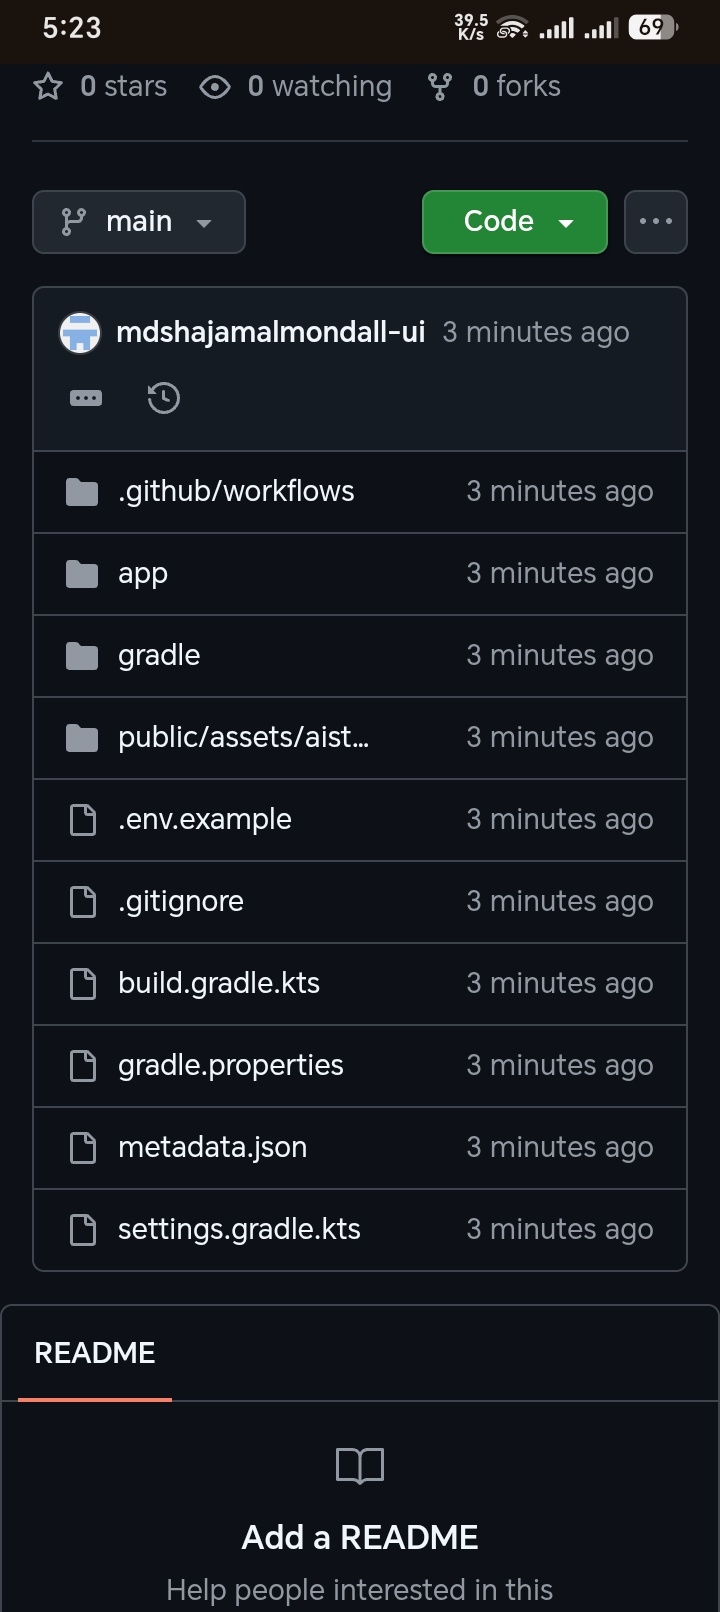 5:23
39.5 K/s
69
0 stars 0 watching 0 forks
main
Code
mdshajamalmondall-ui 3 minutes ago
.github/workflows 3 minutes ago
app 3 minutes ago
gradle 3 minutes ago
public/assets/aist... 3 minutes ago
.env.example 3 minutes ago
.gitignore 3 minutes ago
build.gradle.kts 3 minutes ago
gradle.properties 3 minutes ago
metadata.json 3 minutes ago
settings.gradle.kts 3 minutes ago
README
Add a README
Help people interested in this